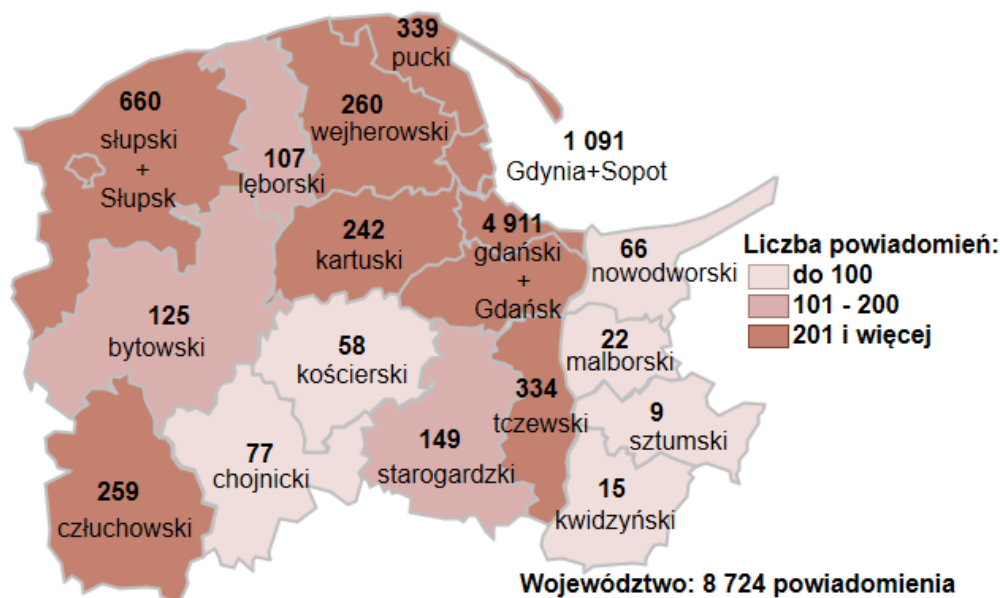 339
pucki
660
słupski
+
Słupsk
260
wejherowski
107
lęborski
1 091
Gdynia+Sopot
242
kartuski
4 911
gdański
+
Gdańsk
66
nowodworski
Liczba powiadomień:
do 100
101 - 200
201 i więcej
125
bytowski
58
kościerski
22
malborski
334
tczewski
9
sztumski
149
starogardzki
77
chojnicki
259
człuchowski
15
kwidzyński
Województwo: 8 724 powiadomienia